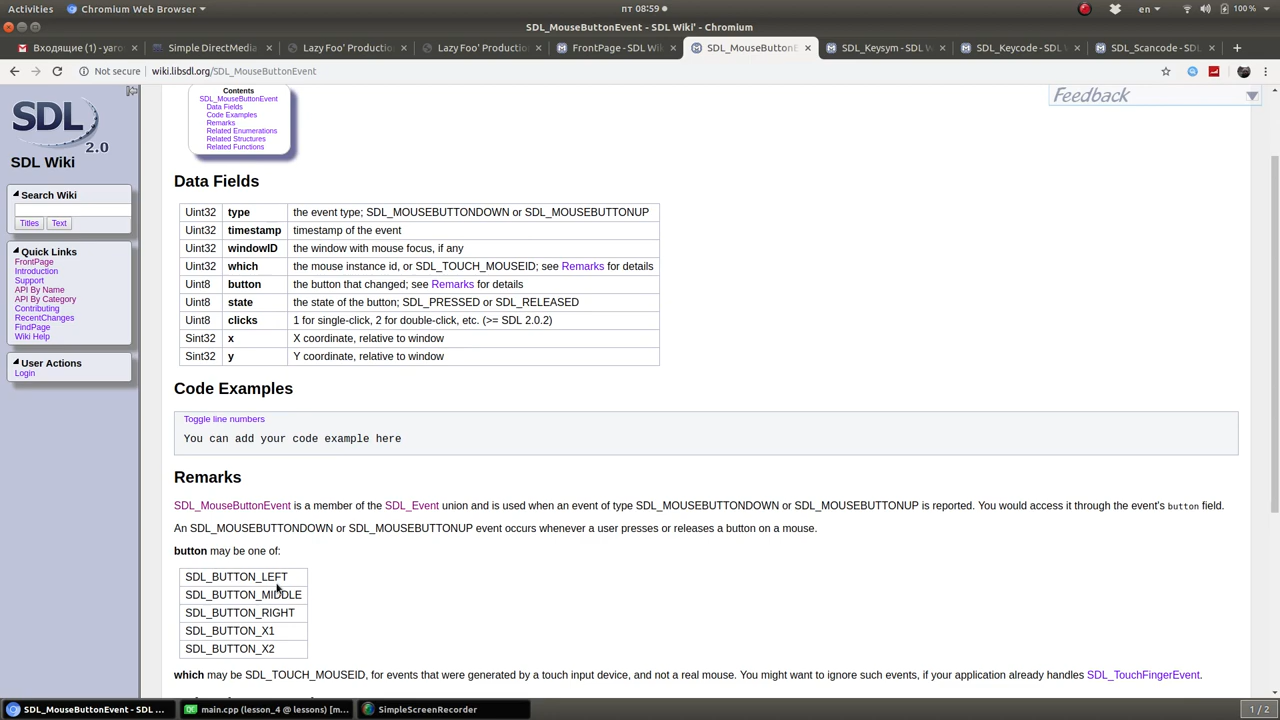 Activities Chromium Web Browser пт 08:59 en 100 %
SDL_MouseButtonEvent - SDL Wiki' - Chromium
Входящие (1) - yaro Simple DirectMedia Lazy Foo' Production Lazy Foo' Production FrontPage - SDL Wiki SDL_MouseButtonEv SDL_Keysym - SDL W SDL_Keycode - SDL W SDL_Scancode - SDL
Not secure wiki.libsdl.org/SDL_MouseButtonEvent
SDL
2.0
SDL Wiki
Search Wiki
Titles Text
Quick Links
FrontPage
Introduction
Support
API By Name
API By Category
Contributing
RecentChanges
FindPage
Wiki Help
User Actions
Login
Feedback
Contents
SDL_MouseButtonEvent
Data Fields
Code Examples
Remarks
Related Enumerations
Related Structures
Related Functions
Data Fields
Uint32 type the event type; SDL_MOUSEBUTTONDOWN or SDL_MOUSEBUTTONUP
Uint32 timestamp timestamp of the event
Uint32 windowID the window with mouse focus, if any
Uint32 which the mouse instance id, or SDL_TOUCH_MOUSEID; see Remarks for details
Uint8 button the button that changed; see Remarks for details
Uint8 state the state of the button; SDL_PRESSED or SDL_RELEASED
Uint8 clicks 1 for single-click, 2 for double-click, etc. (>= SDL 2.0.2)
Sint32 x X coordinate, relative to window
Sint32 y Y coordinate, relative to window
Code Examples
Toggle line numbers
You can add your code example here
Remarks
SDL_MouseButtonEvent is a member of the SDL_Event union and is used when an event of type SDL_MOUSEBUTTONDOWN or SDL_MOUSEBUTTONUP is reported. You would access it through the event's button field.
An SDL_MOUSEBUTTONDOWN or SDL_MOUSEBUTTONUP event occurs whenever a user presses or releases a button on a mouse.
button may be one of:
SDL_BUTTON_LEFT
SDL_BUTTON_MIDDLE
SDL_BUTTON_RIGHT
SDL_BUTTON_X1
SDL_BUTTON_X2
which may be SDL_TOUCH_MOUSEID, for events that were generated by a touch input device, and not a real mouse. You might want to ignore such events, if your application already handles SDL_TouchFingerEvent.
SDL_MouseButtonEvent - SDL ... main.cpp (lesson_4 @ lessons) [m... SimpleScreenRecorder 1 / 2